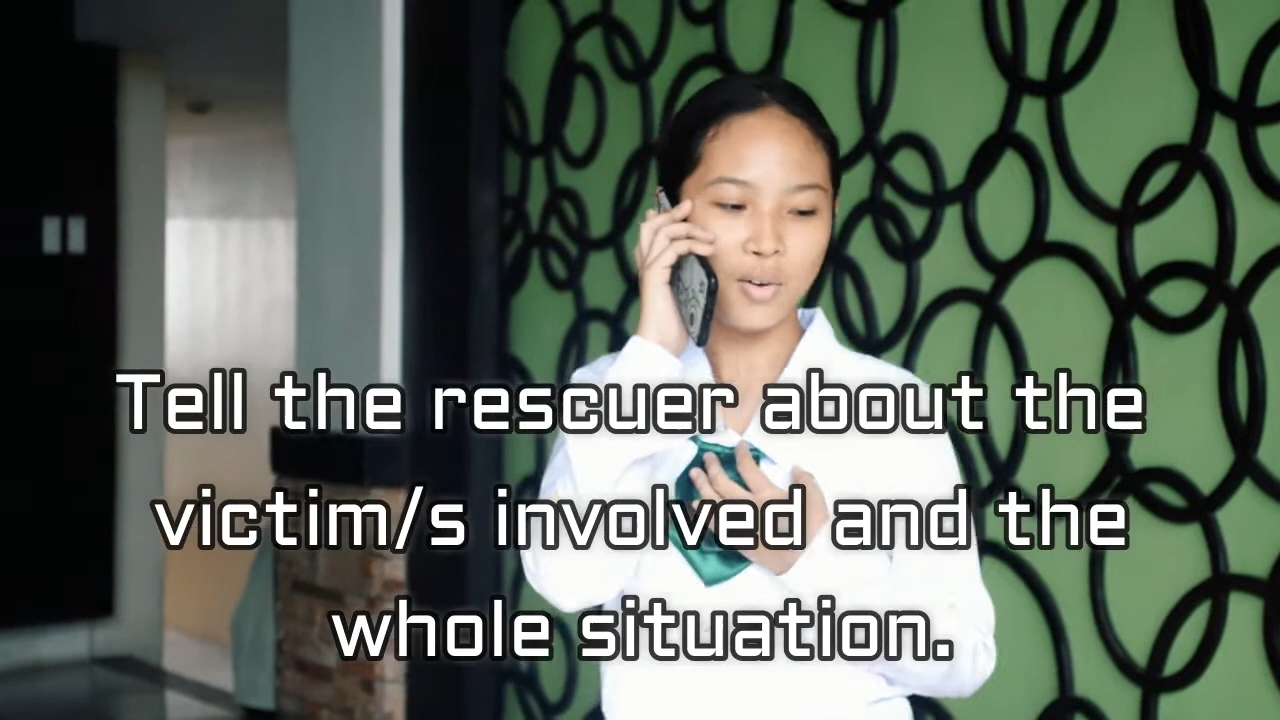 Tell the rescuer about the
victim/s involved and the
whole situation.